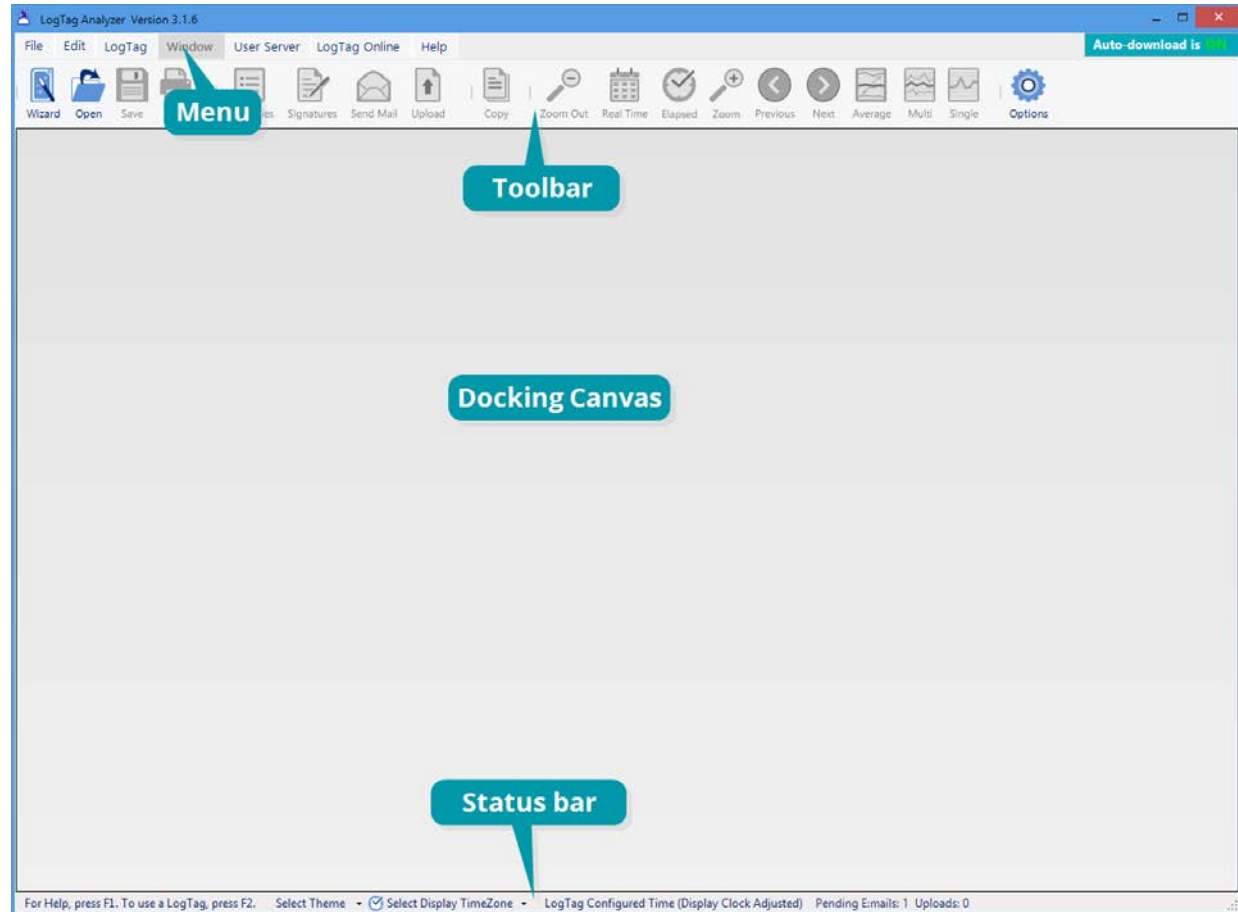 LogTag Analyzer Version 3.1.6
File Edit LogTag Window User Server LogTag Online Help Auto-download is ON
Wizard Open Save Signatures Send Mail Upload Copy Zoom Out Real Time Elapsed Zoom Previous Next Average Multi Single Options
Menu
Toolbar
Docking Canvas
Status bar
For Help, press F1. To use a LogTag, press F2. Select Theme Select Display TimeZone LogTag Configured Time (Display Clock Adjusted) Pending E:mails: 1 Uploads: 0